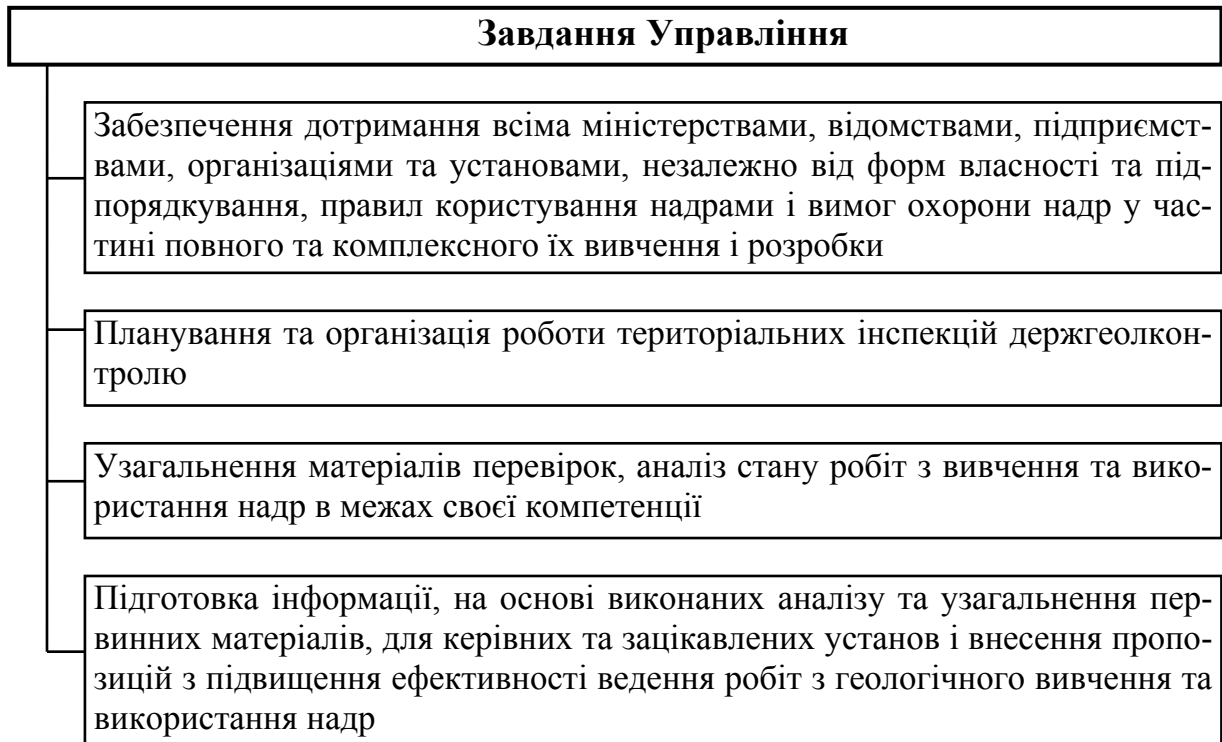 Завдання Управління
Забезпечення дотримання всіма міністерствами, відомствами, підприємст-
вами, організаціями та установами, незалежно від форм власності та під-
порядкування, правил користування надрами і вимог охорони надр у час-
тині повного та комплексного їх вивчення і розробки
Планування та організація роботи територіальних інспекцій держгеолкон-
тролю
Узагальнення матеріалів перевірок, аналіз стану робіт з вивчення та вико-
ристання надр в межах своєї компетенції
Підготовка інформації, на основі виконаних аналізу та узагальнення пер-
винних матеріалів, для керівних та зацікавлених установ і внесення пропо-
зицій з підвищення ефективності ведення робіт з геологічного вивчення та
використання надр